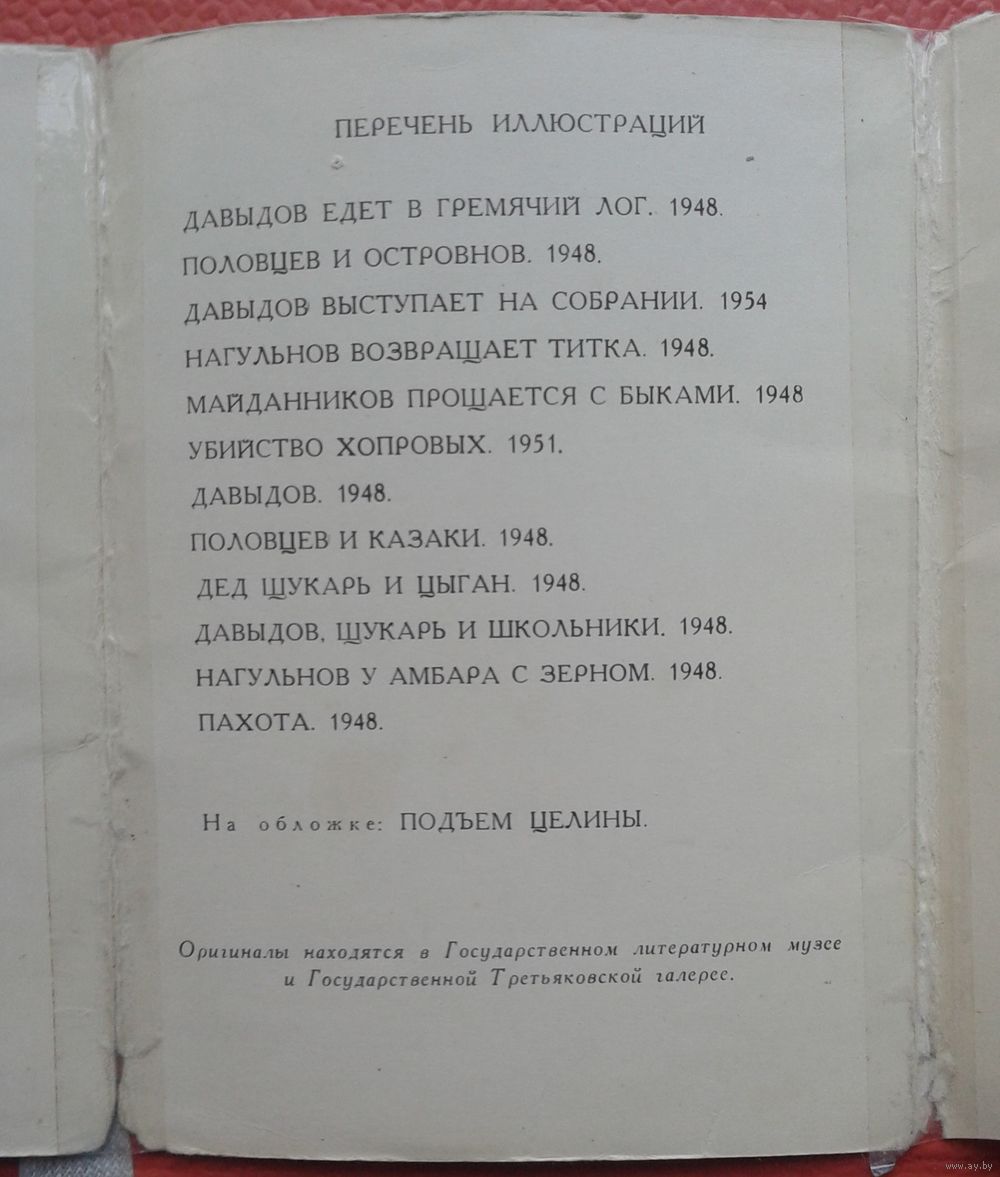 ПЕРЕЧЕНЬ ИЛЛЮСТРАЦИЙ
ДАВЫДОВ ЕДЕТ В ГРЕМЯЧИЙ ЛОГ. 1948.
ПОЛОВЦЕВ И ОСТРОВНОВ. 1948.
ДАВЫДОВ ВЫСТУПАЕТ НА СОБРАНИИ. 1954
НАГУЛЬНОВ ВОЗВРАЩАЕТ ТИТКА. 1948.
МАЙДАННИКОВ ПРОЩАЕТСЯ С БЫКАМИ. 1948
УБИЙСТВО ХОПРОВЫХ. 1951.
ДАВЫДОВ. 1948.
ПОЛОВЦЕВ И КАЗАКИ. 1948.
ДЕД ЩУКАРЬ И ЦЫГАН. 1948.
ДАВЫДОВ, ЩУКАРЬ И ШКОЛЬНИКИ. 1948.
НАГУЛЬНОВ У АМБАРА С ЗЕРНОМ. 1948.
ПАХОТА. 1948.
На обложке: ПОДЪЕМ ЦЕЛИНЫ.
Оригиналы находятся в Государственном литературном музее
и Государственной Третьяковской галерее.
www.ay.by